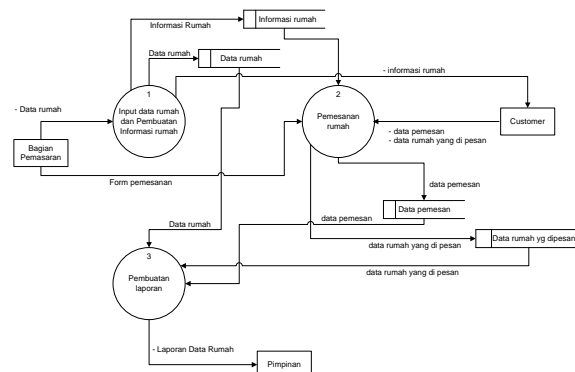 Informasi Rumah
Informasi rumah
Data rumah
Data rumah
- informasi rumah
1
Input data rumah
dan Pembuatan
Informasi rumah
2
Pemesanan
rumah
- Data rumah
Customer
- data pemesan
- data rumah yang di pesan
Bagian
Pemasaran
Form pemesanan
data pemesan
Data pemesan
data pemesan
Data rumah
Data rumah yg dipesan
data rumah yang di pesan
3
Pembuatan
laporan
data rumah yang di pesan
- Laporan Data Rumah
Pimpinan